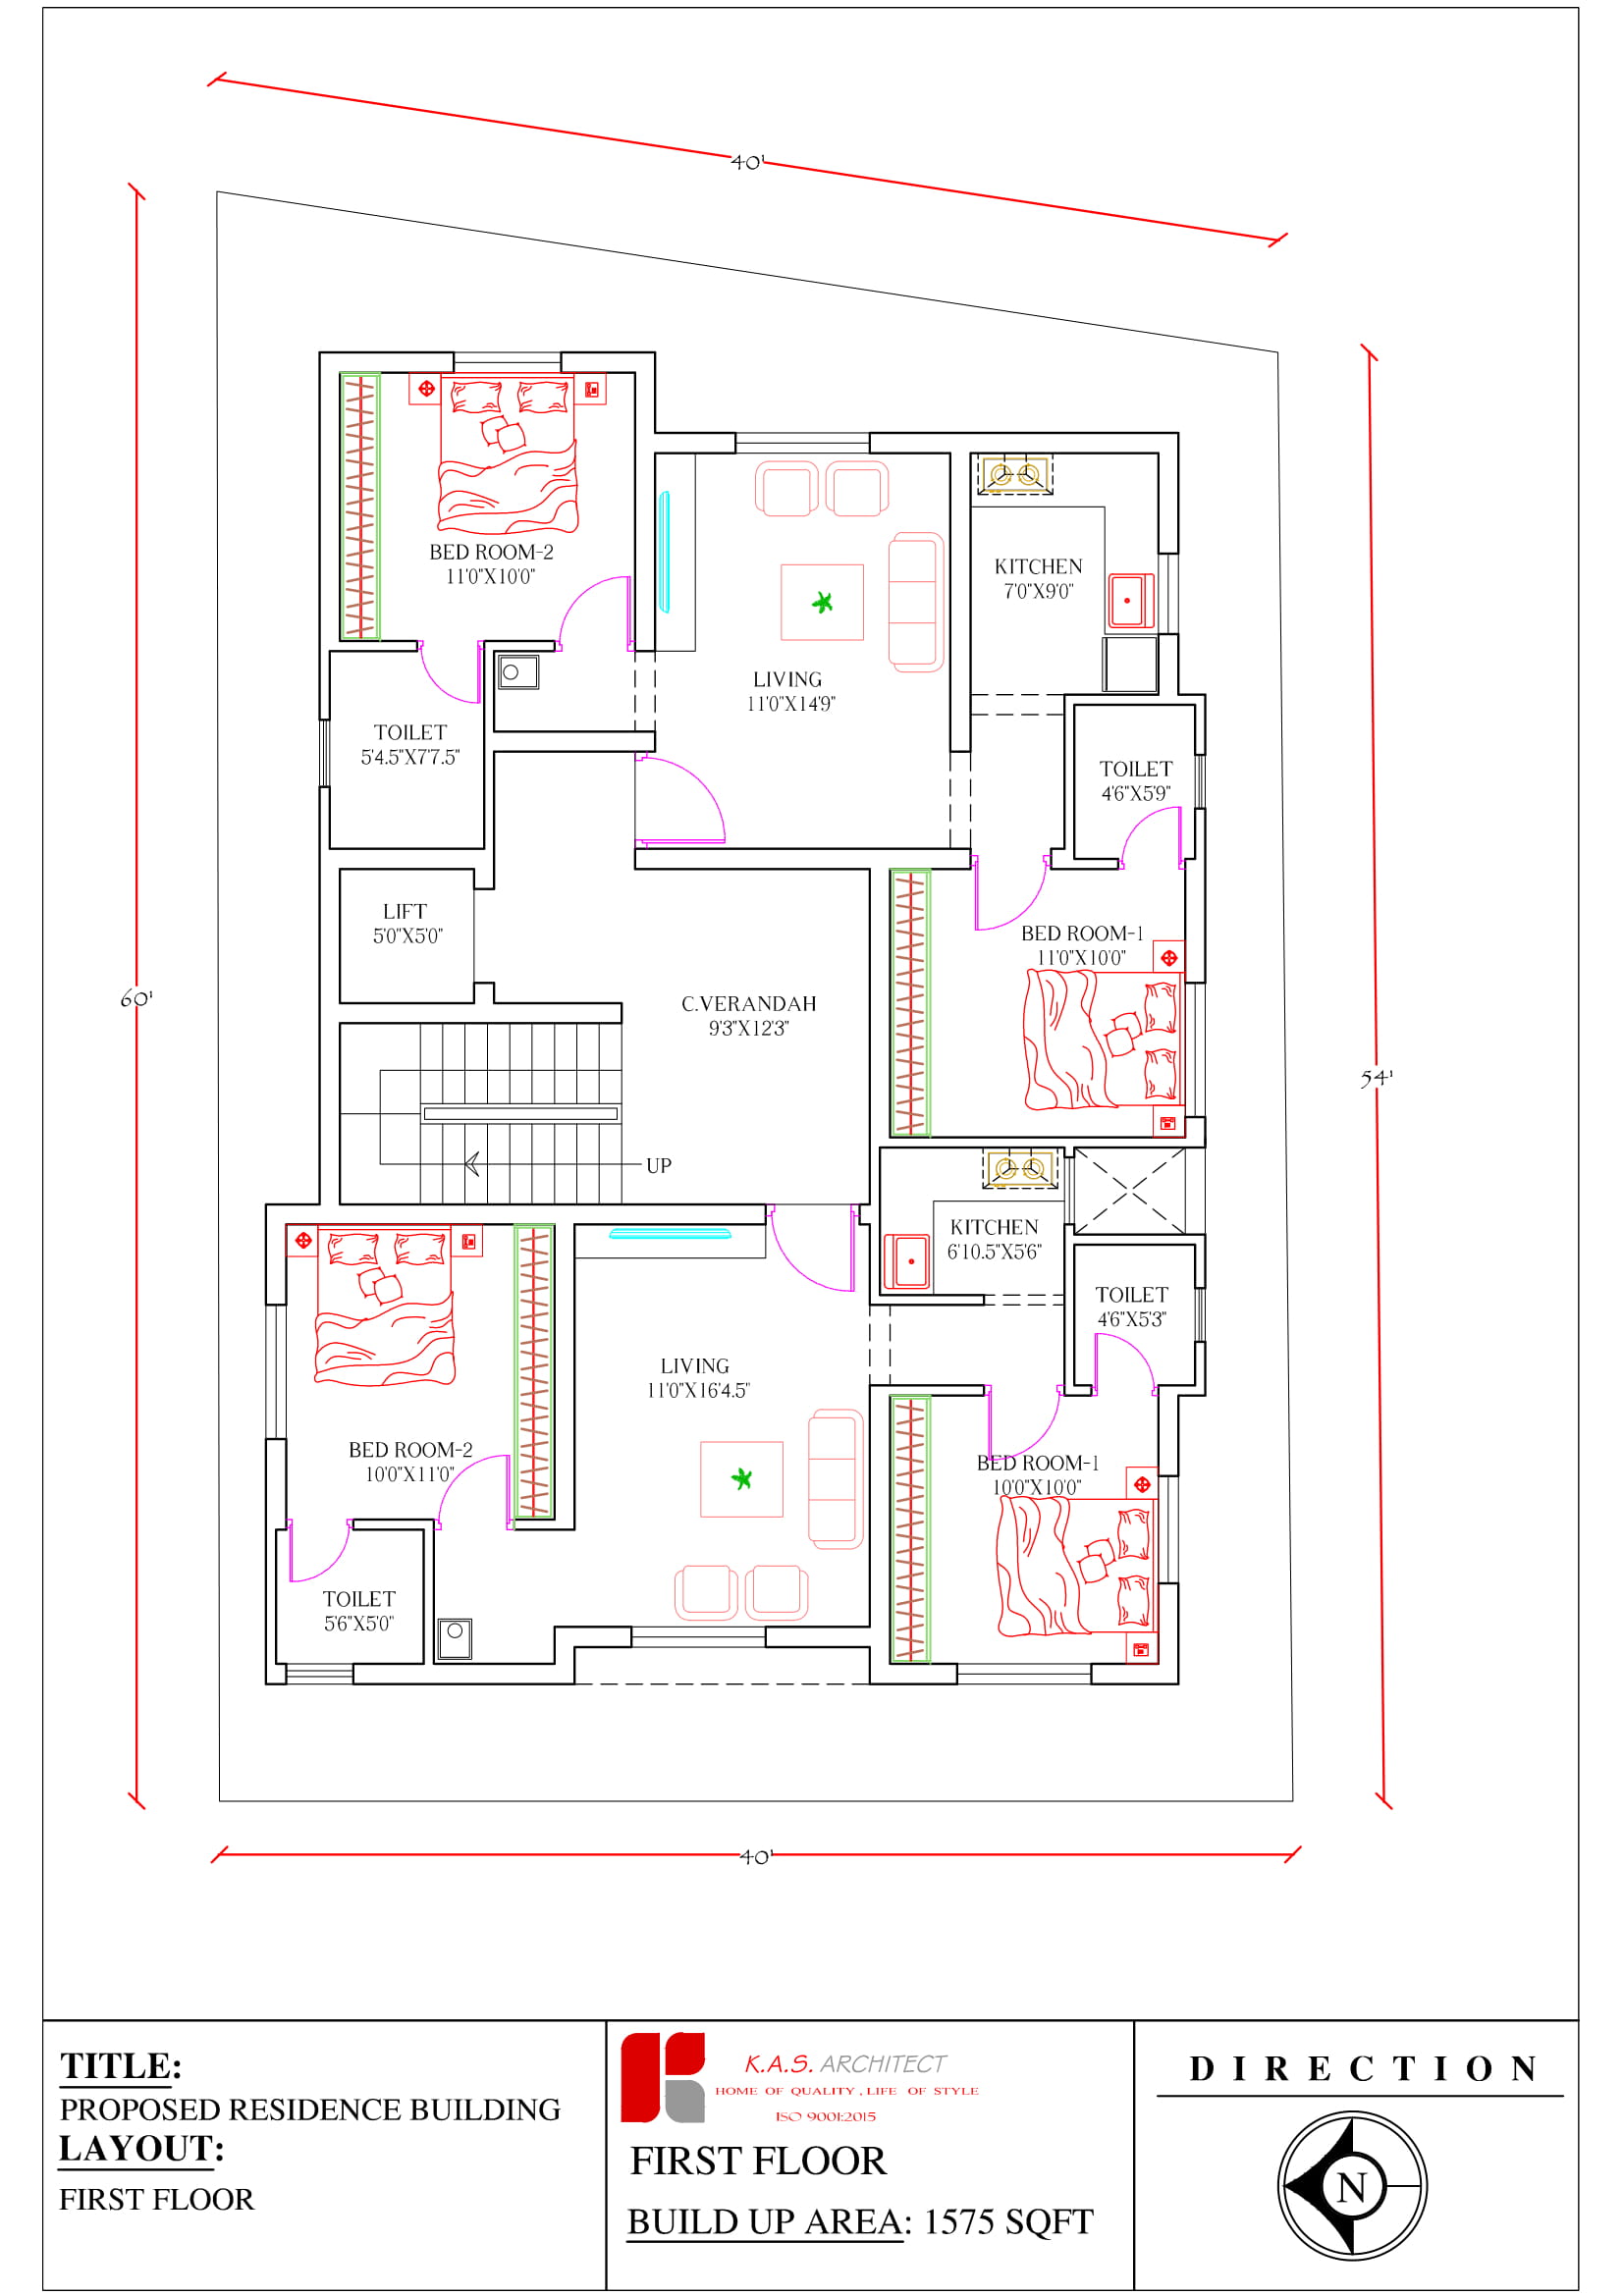 40'
60'
54'
BED ROOM-2
11'0"X10'0"
KITCHEN
7'0"X9'0"
LIVING
11'0"X14'9"
TOILET
5'4.5"X7'7.5"
TOILET
4'6"X5'9"
LIFT
5'0"X5'0"
BED ROOM-1
11'0"X10'0"
C.VERANDAH
9'3"X12'3"
UP
KITCHEN
6'10.5"X5'6"
TOILET
4'6"X5'3"
LIVING
11'0"X16'4.5"
BED ROOM-2
10'0"X11'0"
BED ROOM-1
10'0"X10'0"
TOILET
5'6"X5'0"
40'
TITLE:
PROPOSED RESIDENCE BUILDING
LAYOUT:
FIRST FLOOR
K.A.S. ARCHITECT
HOME OF QUALITY , LIFE OF STYLE
ISO 9001:2015
FIRST FLOOR
BUILD UP AREA: 1575 SQFT
DIRECTION
N